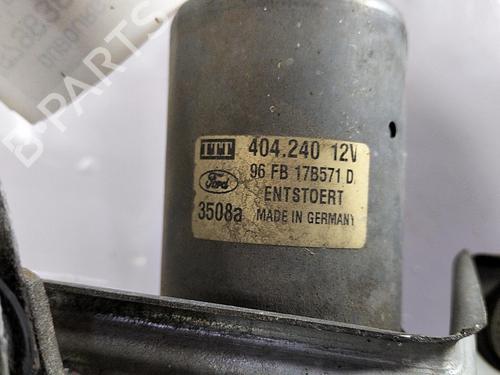 ITT 404.240 12V
Ford 96 FB 17B571 D
ENTSTOERT
3508a MADE IN GERMANY
B-PARTS